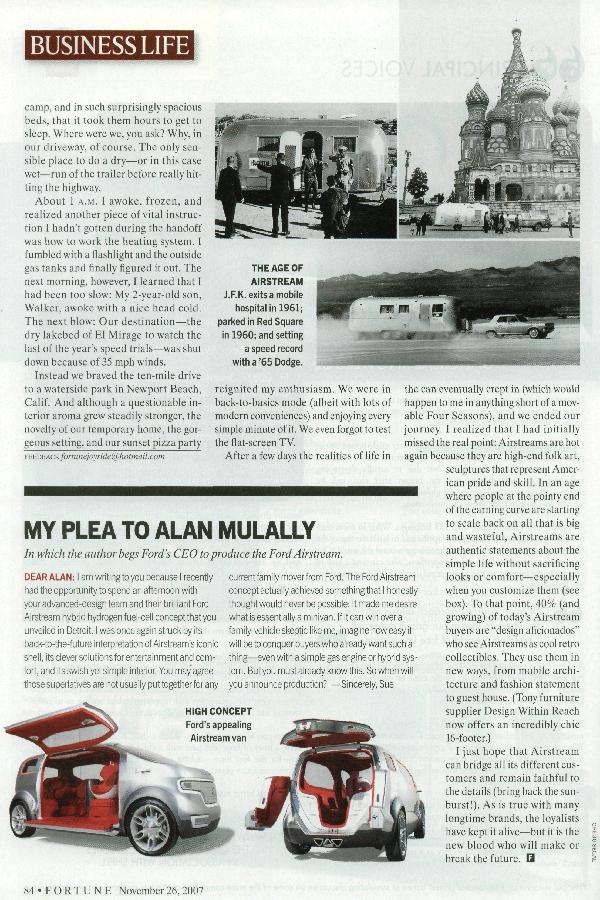 BUSINESS LIFE
camp, and in such surprisingly spacious
beds, that it took them hours to get to
sleep. Where were we, you ask? Why, in
our driveway, of course. The only sen-
sible place to do a dry—or in this case
wet—run of the trailer before really hit-
ting the highway.
About 1 A.M. I awoke, frozen, and
realized another piece of vital instruc-
tion I hadn't gotten during the handoff
was how to work the heating system. I
fumbled with a flashlight and the outside
gas tanks and finally figured it out. The
next morning, however, I learned that I
had been too slow: My 2-year-old son,
Walker, awoke with a nice head cold.
The next blow: Our destination—the
dry lakebed of El Mirage to watch the
last of the year's speed trials—was shut
down because of 35 mph winds.
Instead we braved the ten-mile drive
to a waterside park in Newport Beach,
Calif. And although a questionable in-
terior aroma grew steadily stronger, the
novelty of our temporary home, the gor-
geous setting, and our sunset pizza party
FEEDBACK fortunejoyride@hotmail.com
THE AGE OF
AIRSTREAM
J.F.K. exits a mobile
hospital in 1961;
parked in Red Square
in 1960; and setting
a speed record
with a '65 Dodge.
reignited my enthusiasm. We were in
back-to-basics mode (albeit with lots of
modern conveniences) and enjoying every
simple minute of it. We even forgot to test
the flat-screen TV.
After a few days the realities of life in
the can eventually crept in (which would
happen to me in anything short of a mov-
able Four Seasons), and we ended our
journey. I realized that I had initially
missed the real point: Airstreams are hot
again because they are high-end folk art,
sculptures that represent Amer-
ican pride and skill. In an age
where people at the pointy end
of the earning curve are starting
to scale back on all that is big
and wasteful, Airstreams are
authentic statements about the
simple life without sacrificing
looks or comfort—especially
when you customize them (see
box). To that point, 40% (and
growing) of today's Airstream
buyers are "design aficionados"
who see Airstreams as cool retro
collectibles. They use them in
new ways, from mobile archi-
tecture and fashion statement
to guest house. (Tony furniture
supplier Design Within Reach
now offers an incredibly chic
16-footer.)
I just hope that Airstream
can bridge all its different cus-
tomers and remain faithful to
the details (bring back the sun-
burst!). As is true with many
longtime brands, the loyalists
have kept it alive—but it is the
new blood who will make or
break the future. F
MY PLEA TO ALAN MULALLY
In which the author begs Ford's CEO to produce the Ford Airstream.
DEAR ALAN: I am writing to you because I recently
had the opportunity to spend an afternoon with
your advanced-design team and their brilliant Ford
Airstream hybrid hydrogen fuel-cell concept that you
unveiled in Detroit. I was once again struck by its
back-to-the-future interpretation of Airstream's iconic
shell, its clever solutions for entertainment and com-
fort, and its swish yet simple interior. You may agree
those superlatives are not usually put together for any
current family mover from Ford. The Ford Airstream
concept actually achieved something that I honestly
thought would never be possible: It made me desire
what is essentially a minivan. If it can win over a
family-vehicle skeptic like me, imagine how easy it
will be to conquer buyers who already want such a
thing—even with a simple gas engine or hybrid sys-
tem. But you must already know this. So when will
you announce production? —Sincerely, Sue
HIGH CONCEPT
Ford's appealing
Airstream van
84 • FORTUNE November 26, 2007